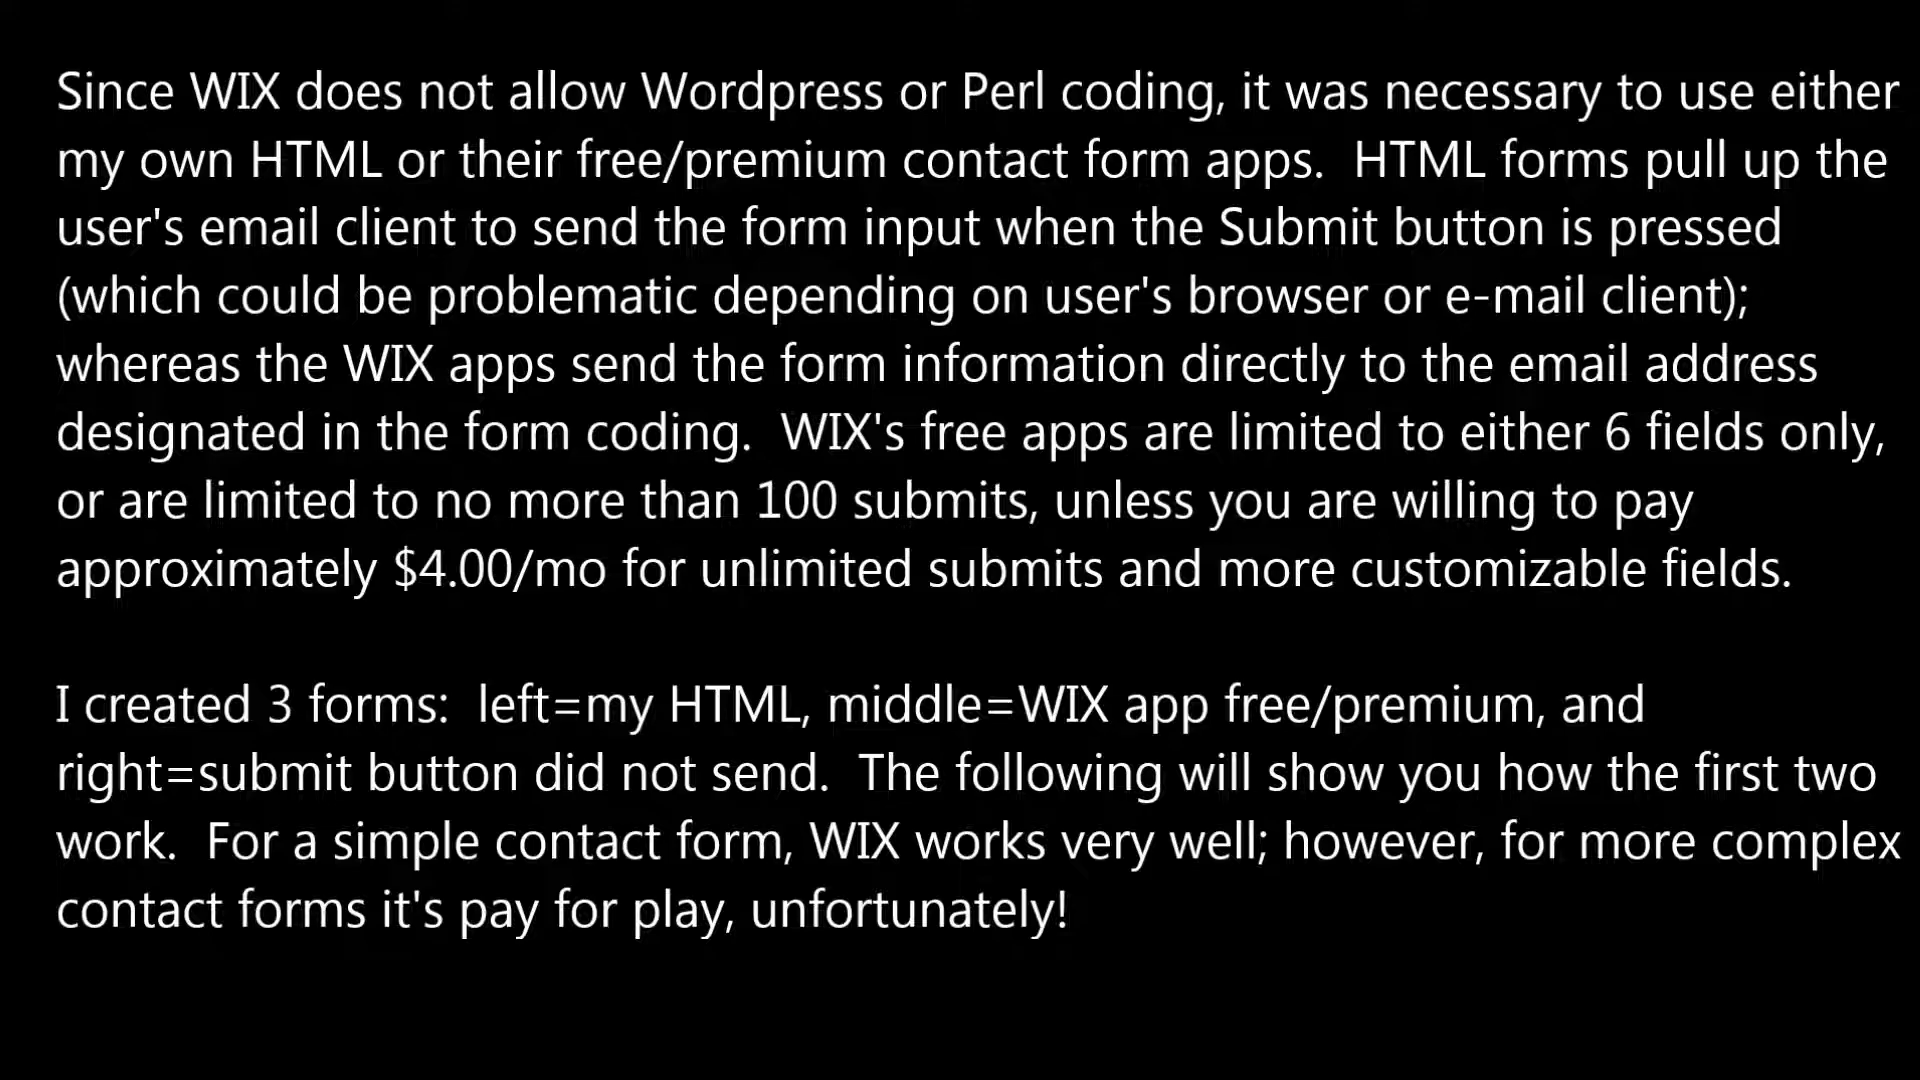 Since WIX does not allow Wordpress or Perl coding, it was necessary to use either
my own HTML or their free/premium contact form apps.  HTML forms pull up the
user's email client to send the form input when the Submit button is pressed
(which could be problematic depending on user's browser or e-mail client);
whereas the WIX apps send the form information directly to the email address
designated in the form coding.  WIX's free apps are limited to either 6 fields only,
or are limited to no more than 100 submits, unless you are willing to pay
approximately $4.00/mo for unlimited submits and more customizable fields.

I created 3 forms:  left=my HTML, middle=WIX app free/premium, and
right=submit button did not send.  The following will show you how the first two
work.  For a simple contact form, WIX works very well; however, for more complex
contact forms it's pay for play, unfortunately!